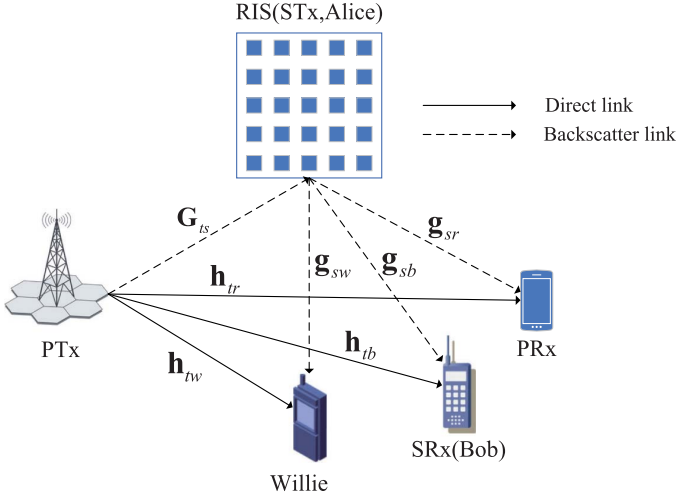 RIS(STx,Alice)
Direct link
Backscatter link
G_ts
g_sr
g_sw
g_sb
h_tr
PTx
h_tb
PRx
h_tw
SRx(Bob)
Willie